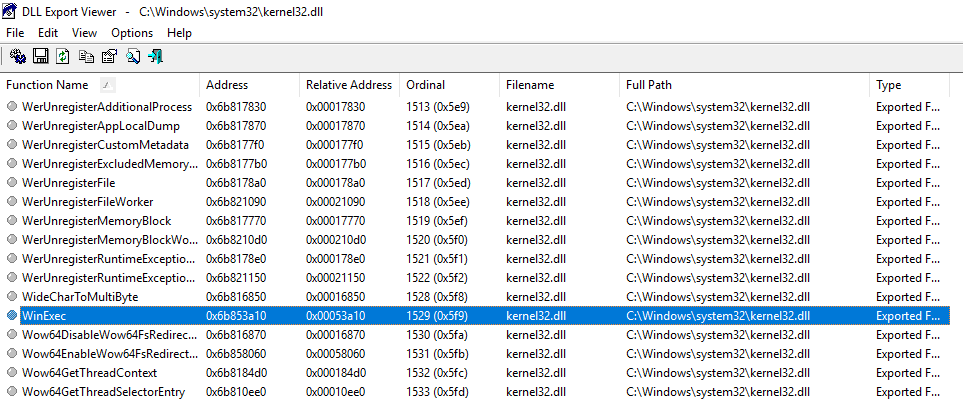 DLL Export Viewer - C:\Windows\system32\kernel32.dll
File Edit View Options Help
Function Name / Address Relative Address Ordinal Filename Full Path Type
WerUnregisterAdditionalProcess 0x6b817830 0x00017830 1513 (0x5e9) kernel32.dll C:\Windows\system32\kernel32.dll Exported F...
WerUnregisterAppLocalDump 0x6b817870 0x00017870 1514 (0x5ea) kernel32.dll C:\Windows\system32\kernel32.dll Exported F...
WerUnregisterCustomMetadata 0x6b8177f0 0x000177f0 1515 (0x5eb) kernel32.dll C:\Windows\system32\kernel32.dll Exported F...
WerUnregisterExcludedMemory... 0x6b8177b0 0x000177b0 1516 (0x5ec) kernel32.dll C:\Windows\system32\kernel32.dll Exported F...
WerUnregisterFile 0x6b8178a0 0x000178a0 1517 (0x5ed) kernel32.dll C:\Windows\system32\kernel32.dll Exported F...
WerUnregisterFileWorker 0x6b821090 0x00021090 1518 (0x5ee) kernel32.dll C:\Windows\system32\kernel32.dll Exported F...
WerUnregisterMemoryBlock 0x6b817770 0x00017770 1519 (0x5ef) kernel32.dll C:\Windows\system32\kernel32.dll Exported F...
WerUnregisterMemoryBlockWo... 0x6b8210d0 0x000210d0 1520 (0x5f0) kernel32.dll C:\Windows\system32\kernel32.dll Exported F...
WerUnregisterRuntimeExceptio... 0x6b8178e0 0x000178e0 1521 (0x5f1) kernel32.dll C:\Windows\system32\kernel32.dll Exported F...
WerUnregisterRuntimeExceptio... 0x6b821150 0x00021150 1522 (0x5f2) kernel32.dll C:\Windows\system32\kernel32.dll Exported F...
WideCharToMultiByte 0x6b816850 0x00016850 1528 (0x5f8) kernel32.dll C:\Windows\system32\kernel32.dll Exported F...
WinExec 0x6b853a10 0x00053a10 1529 (0x5f9) kernel32.dll C:\Windows\system32\kernel32.dll Exported F...
Wow64DisableWow64FsRedirec... 0x6b816870 0x00016870 1530 (0x5fa) kernel32.dll C:\Windows\system32\kernel32.dll Exported F...
Wow64EnableWow64FsRedirect... 0x6b858060 0x00058060 1531 (0x5fb) kernel32.dll C:\Windows\system32\kernel32.dll Exported F...
Wow64GetThreadContext 0x6b8184d0 0x000184d0 1532 (0x5fc) kernel32.dll C:\Windows\system32\kernel32.dll Exported F...
Wow64GetThreadSelectorEntry 0x6b810ee0 0x00010ee0 1533 (0x5fd) kernel32.dll C:\Windows\system32\kernel32.dll Exported F...